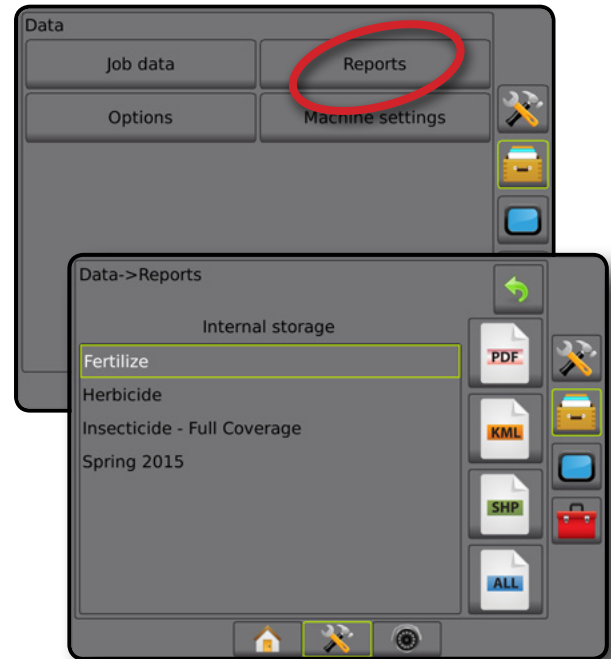 Data
Job data
Reports
Options
Machine settings
Data->Reports
Internal storage
Fertilize
Herbicide
Insecticide - Full Coverage
Spring 2015
PDF
KML
SHP
ALL